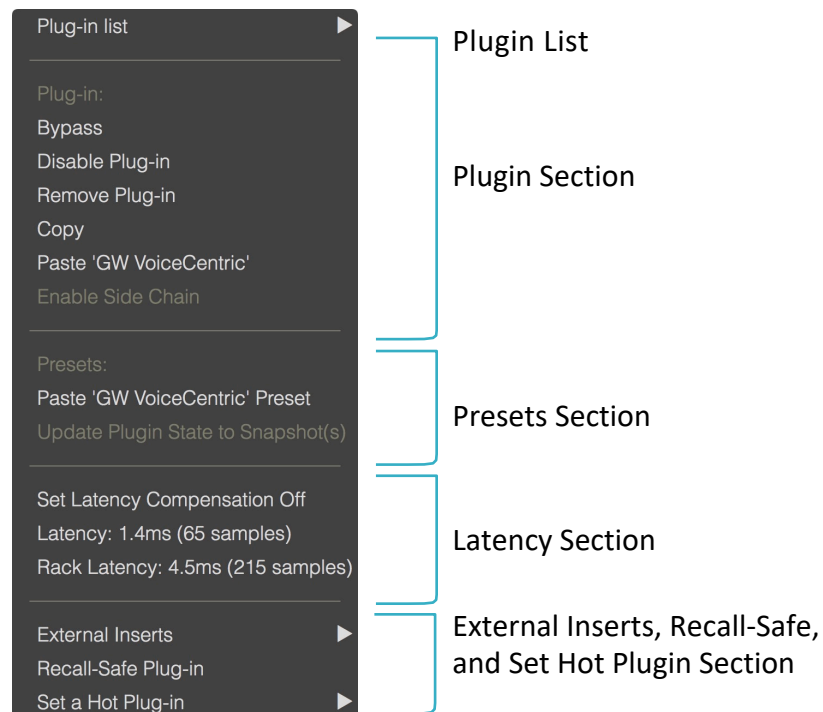 Plug-in list ▶
Plug-in:
Bypass
Disable Plug-in
Remove Plug-in
Copy
Paste 'GW VoiceCentric'
Enable Side Chain
Presets:
Paste 'GW VoiceCentric' Preset
Update Plugin State to Snapshot(s)
Set Latency Compensation Off
Latency: 1.4ms (65 samples)
Rack Latency: 4.5ms (215 samples)
External Inserts ▶
Recall-Safe Plug-in
Set a Hot Plug-in ▶
Plugin List
Plugin Section
Presets Section
Latency Section
External Inserts, Recall-Safe,
and Set Hot Plugin Section